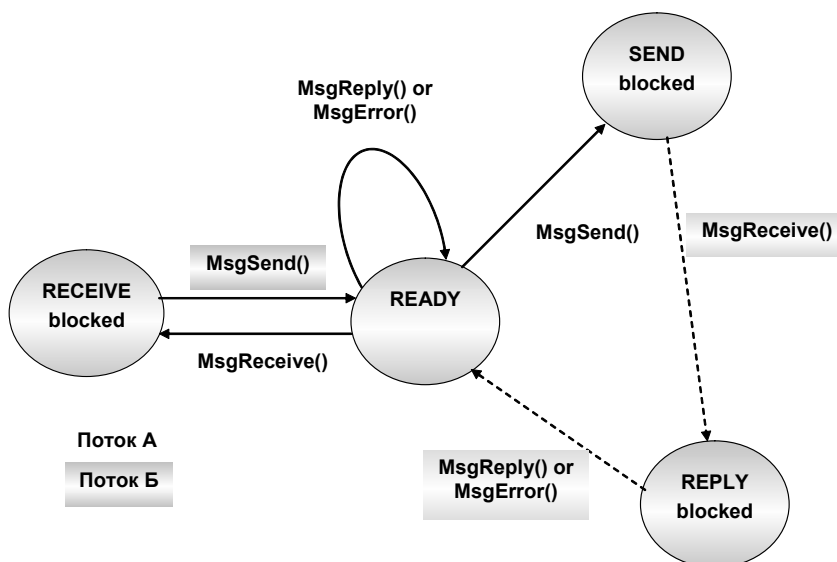 SEND
blocked
MsgReply() or
MsgError()
MsgSend()
MsgReceive()
MsgSend()
RECEIVE
blocked
READY
MsgReceive()
Поток А
Поток Б
MsgReply() or
MsgError()
REPLY
blocked